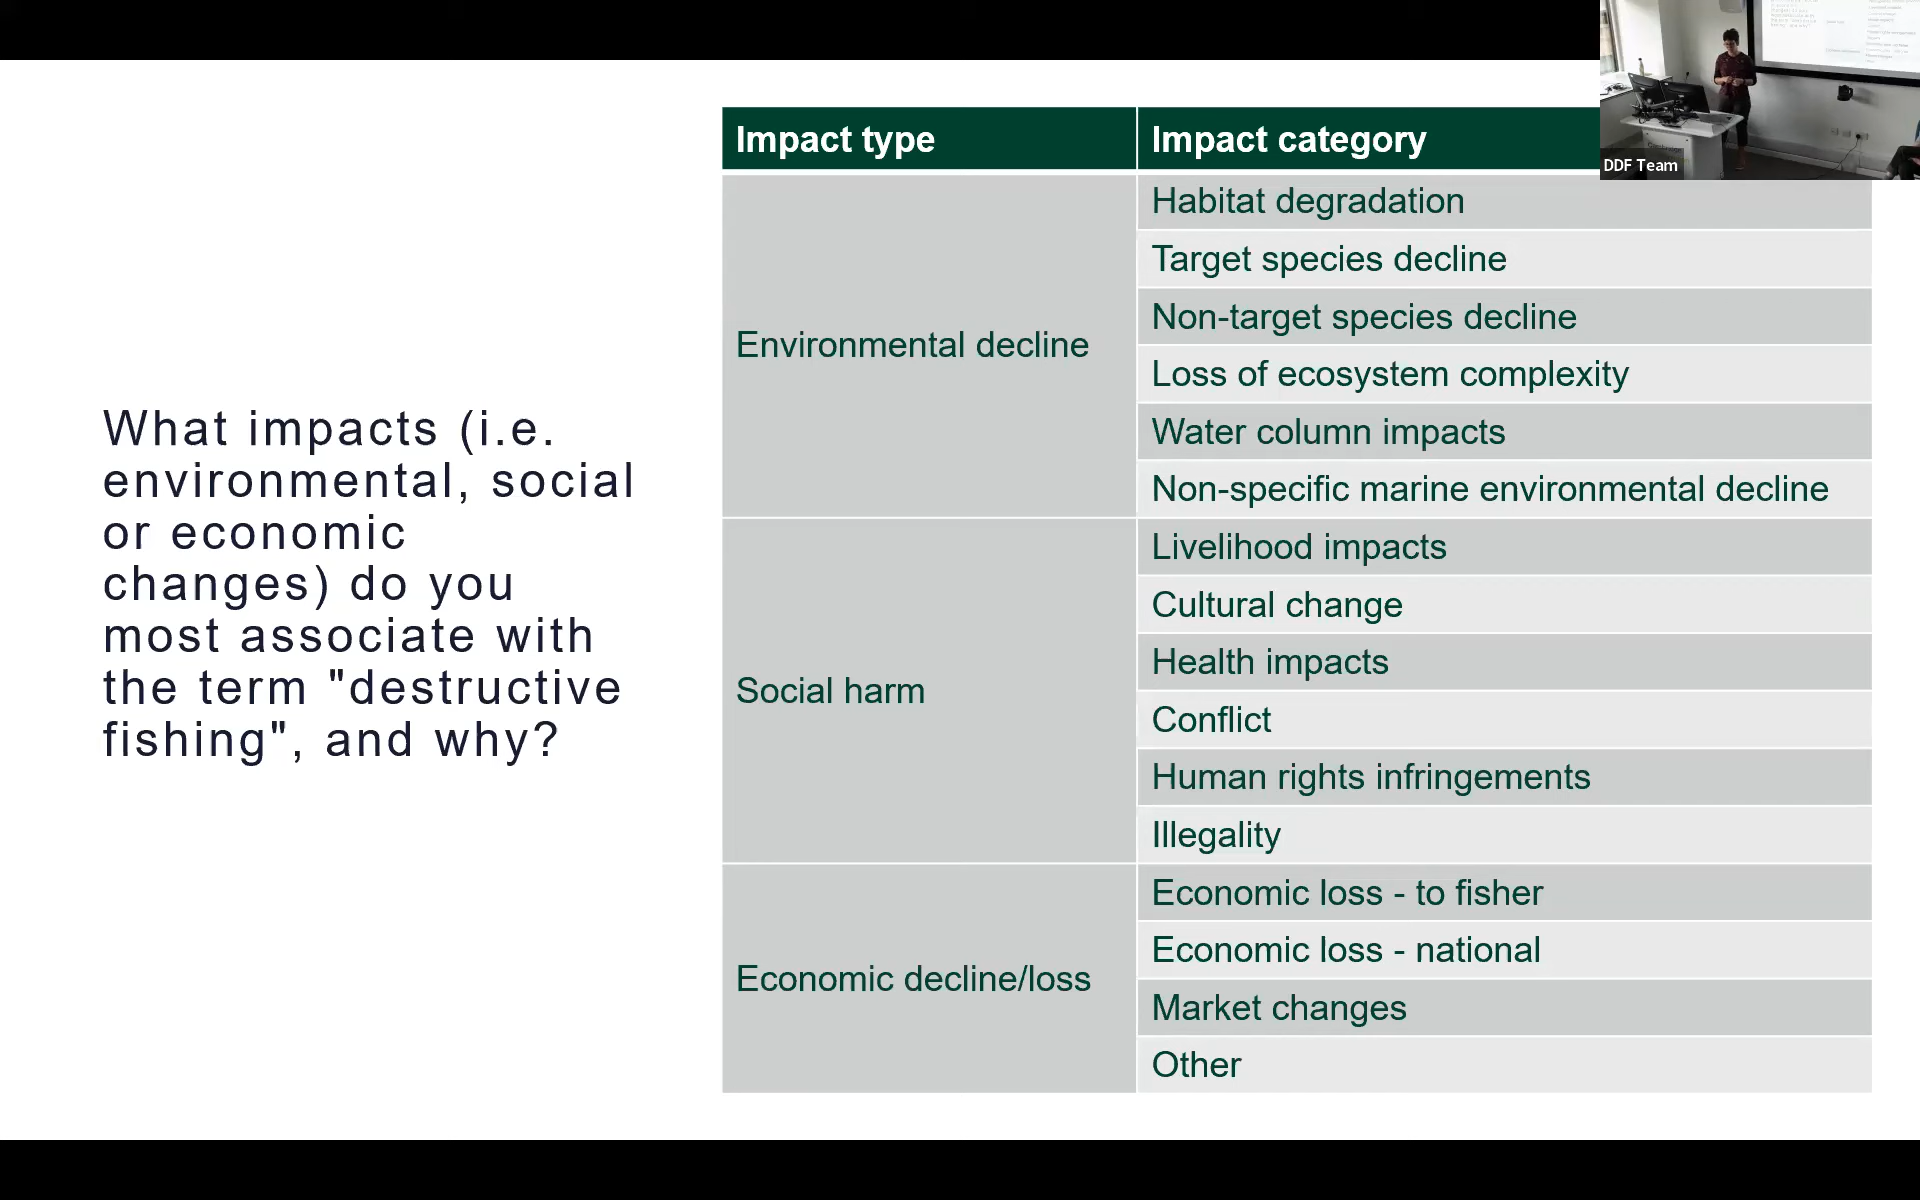 What impacts (i.e.
environmental, social
or economic
changes) do you
most associate with
the term "destructive
fishing", and why?
Impact type
Impact category
Environmental decline
Habitat degradation
Target species decline
Non-target species decline
Loss of ecosystem complexity
Water column impacts
Non-specific marine environmental decline
Social harm
Livelihood impacts
Cultural change
Health impacts
Conflict
Human rights infringements
Illegality
Economic decline/loss
Economic loss - to fisher
Economic loss - national
Market changes
Other
DDF Team